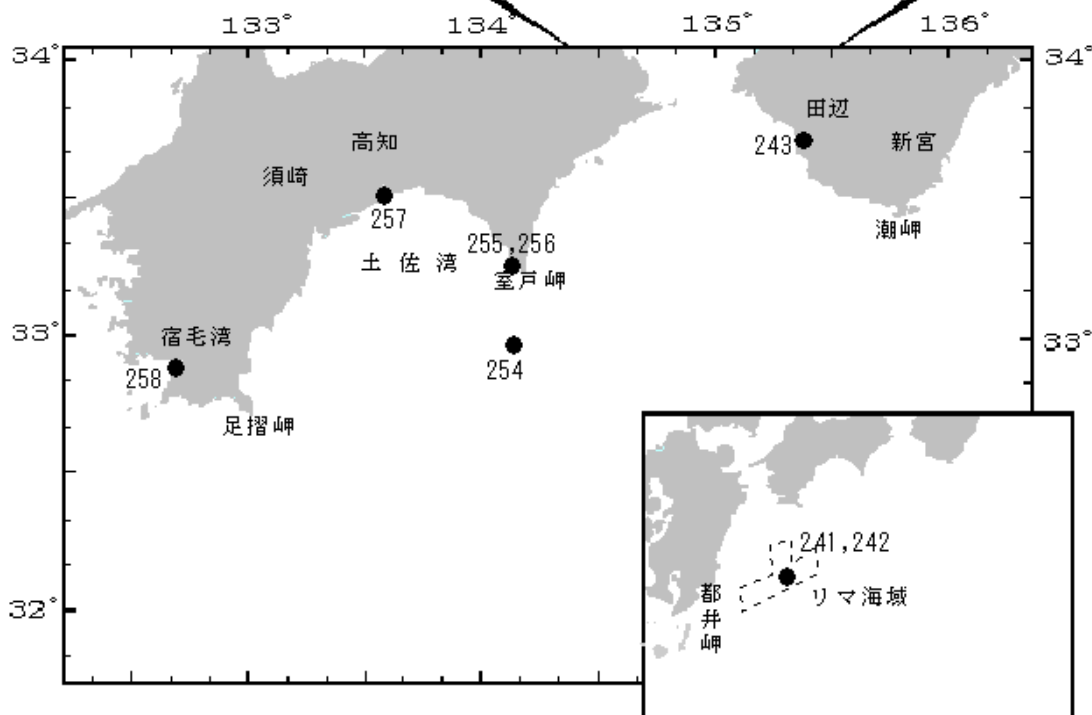 133° 134° 135° 136°
34° 34°
田辺
243 新宮
高知
須崎
257
潮岬
255,256
土佐湾 室戸岬
33° 33°
宿毛湾
258
254
足摺岬
241,242
リマ海域
都井岬
32°